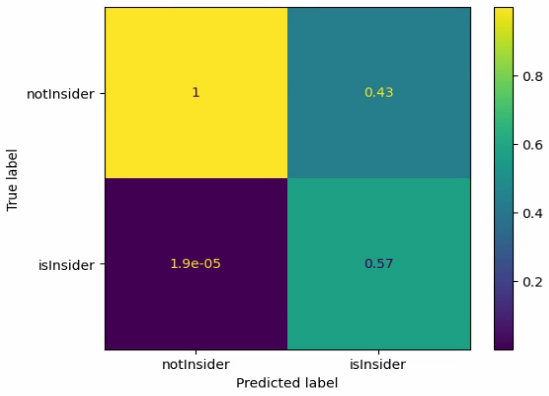 True label
notInsider
1
0.43
0.8
0.6
0.4
isInsider
1.9e-05
0.57
0.2
notInsider
isInsider
Predicted label